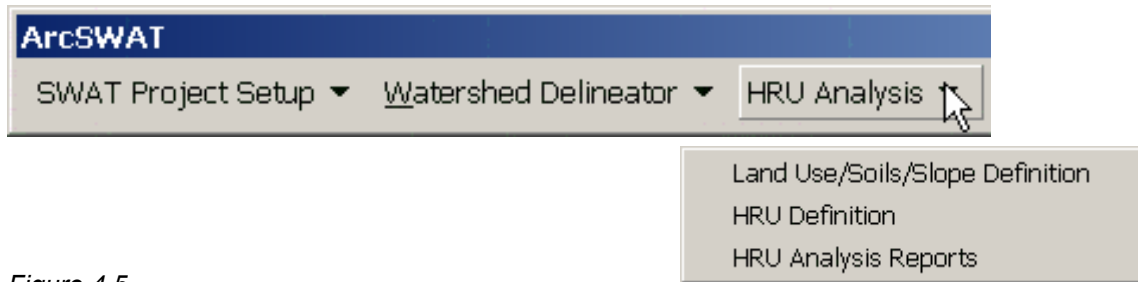 ArcSWAT
SWAT Project Setup Watershed Delineator HRU Analysis
Land Use/Soils/Slope Definition
HRU Definition
HRU Analysis Reports
Figure 4.5